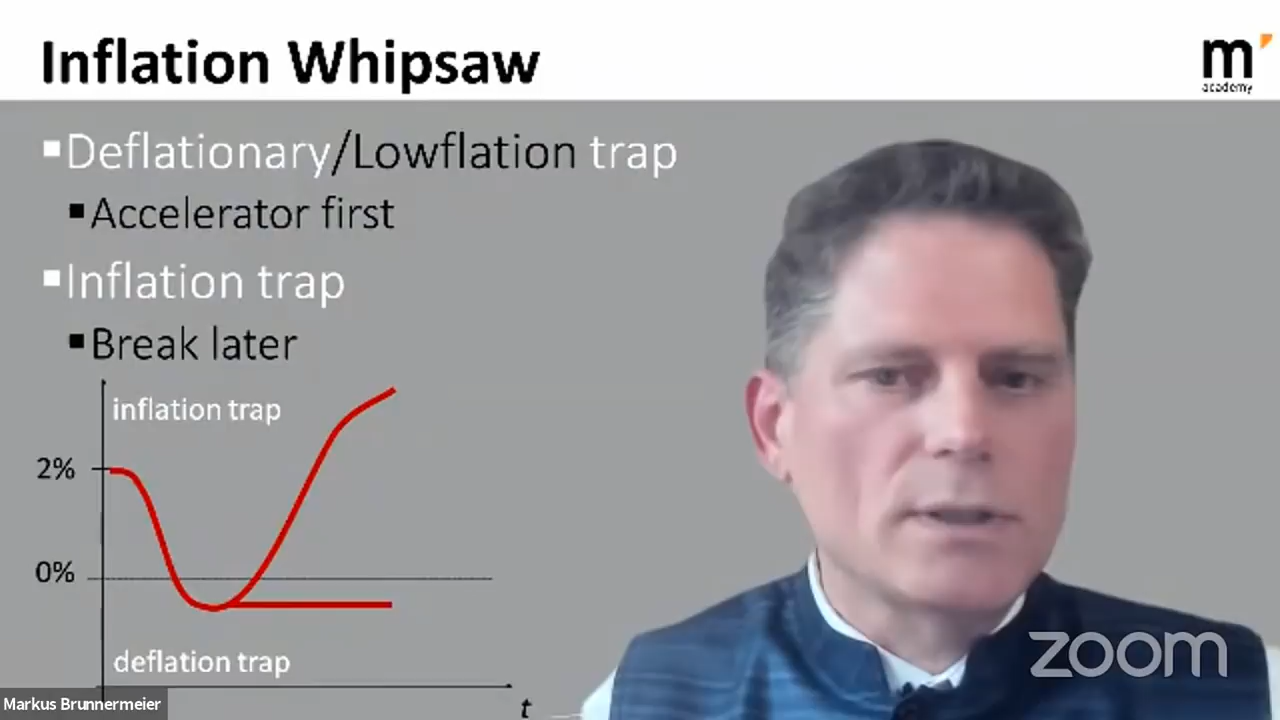 Inflation Whipsaw
m'
academy
▪Deflationary/Lowflation trap
▪Accelerator first
▪Inflation trap
▪Break later
inflation trap
2%
0%
deflation trap
t
Markus Brunnermeier
zoom